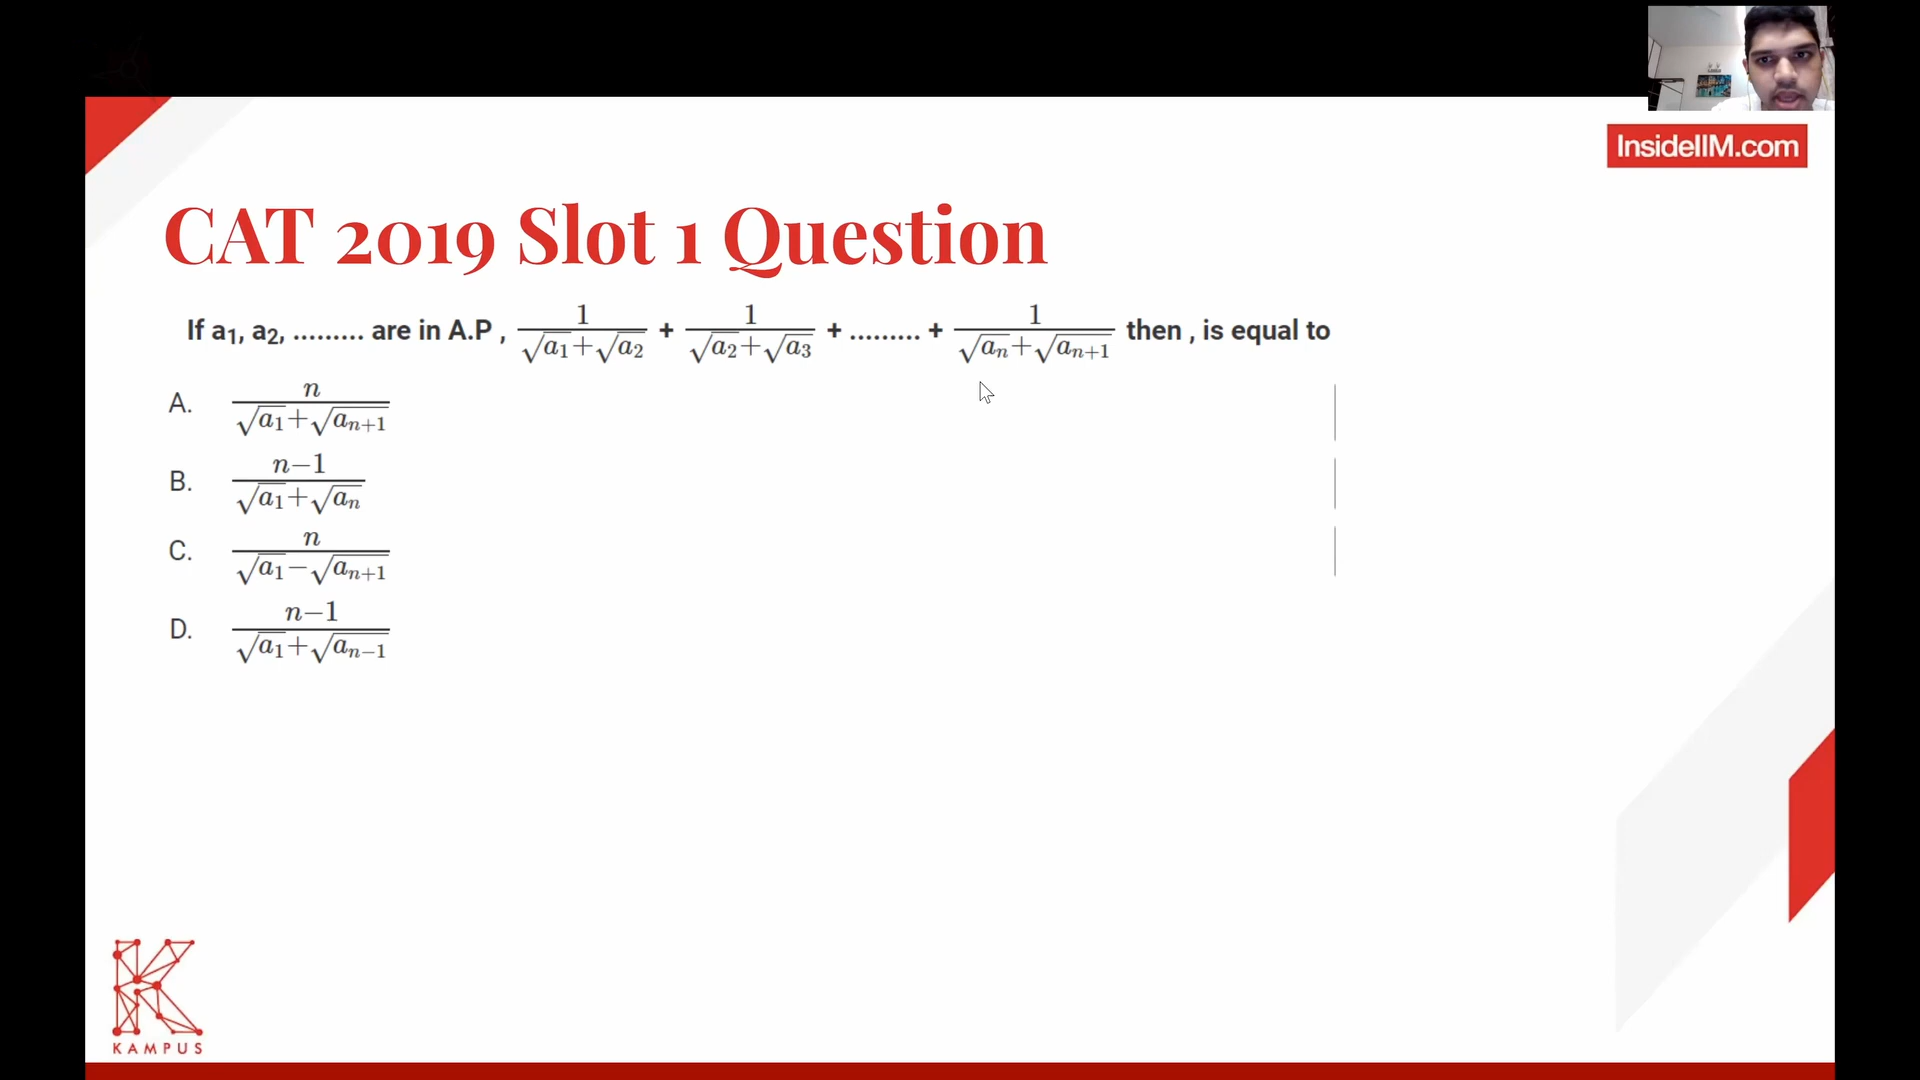 InsideIIM.com
CAT 2019 Slot 1 Question
If a₁, a₂, ......... are in A.P , 1/(√a₁+√a₂) + 1/(√a₂+√a₃) + ......... + 1/(√aₙ+√aₙ₊₁) then , is equal to
A. n/(√a₁+√aₙ₊₁)
B. n−1/(√a₁+√aₙ)
C. n/(√a₁−√aₙ₊₁)
D. n−1/(√a₁+√aₙ₋₁)
KAMPUS